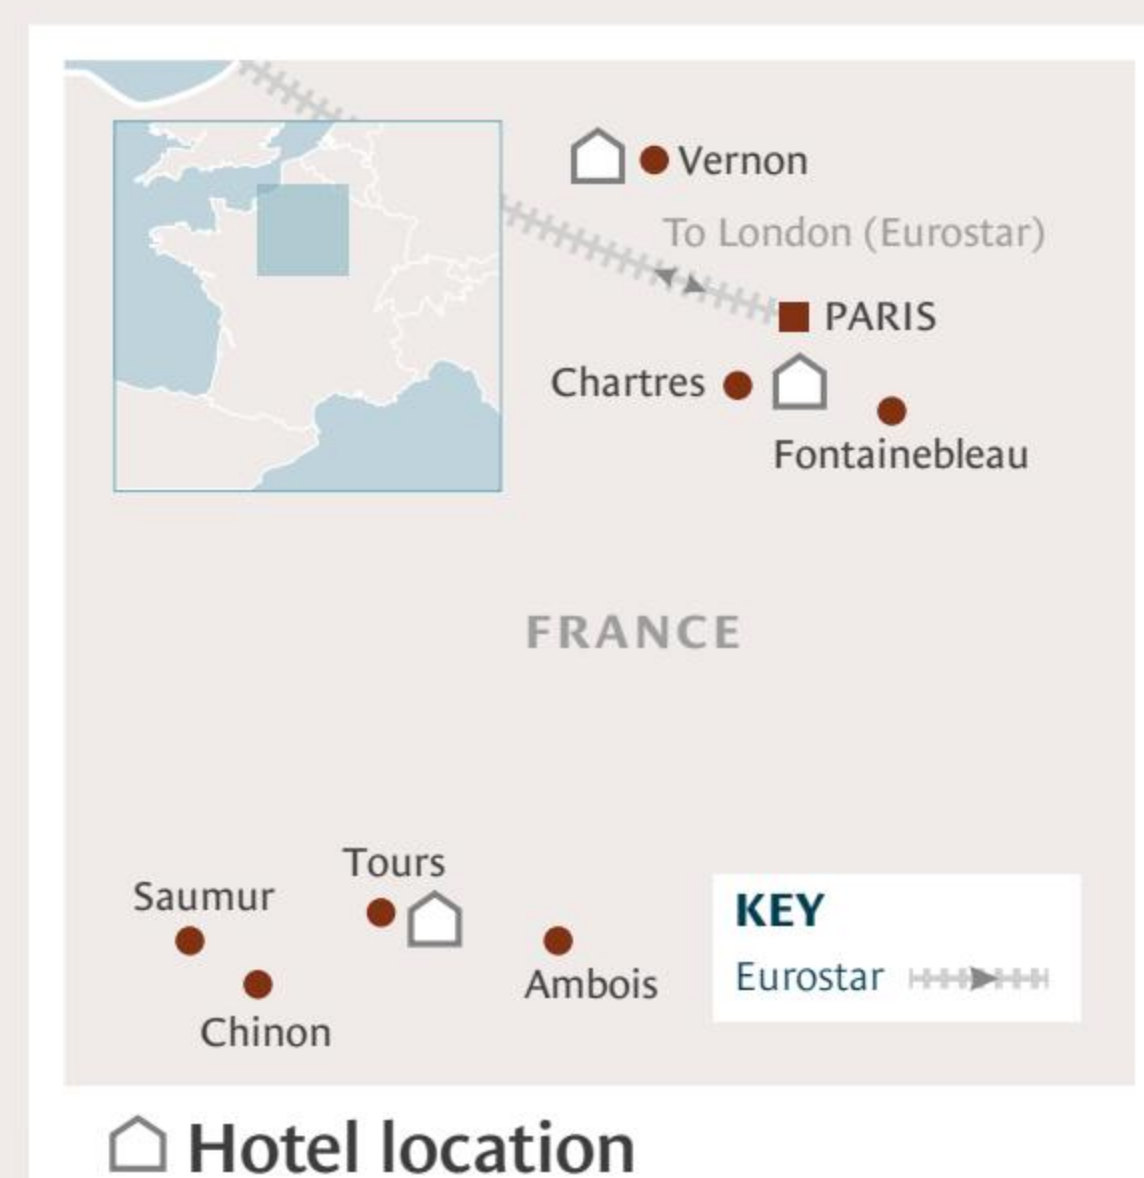 Vernon
To London (Eurostar)
PARIS
Chartres
Fontainebleau
FRANCE
Tours
Saumur
Ambois
Chinon
KEY
Eurostar
Hotel location